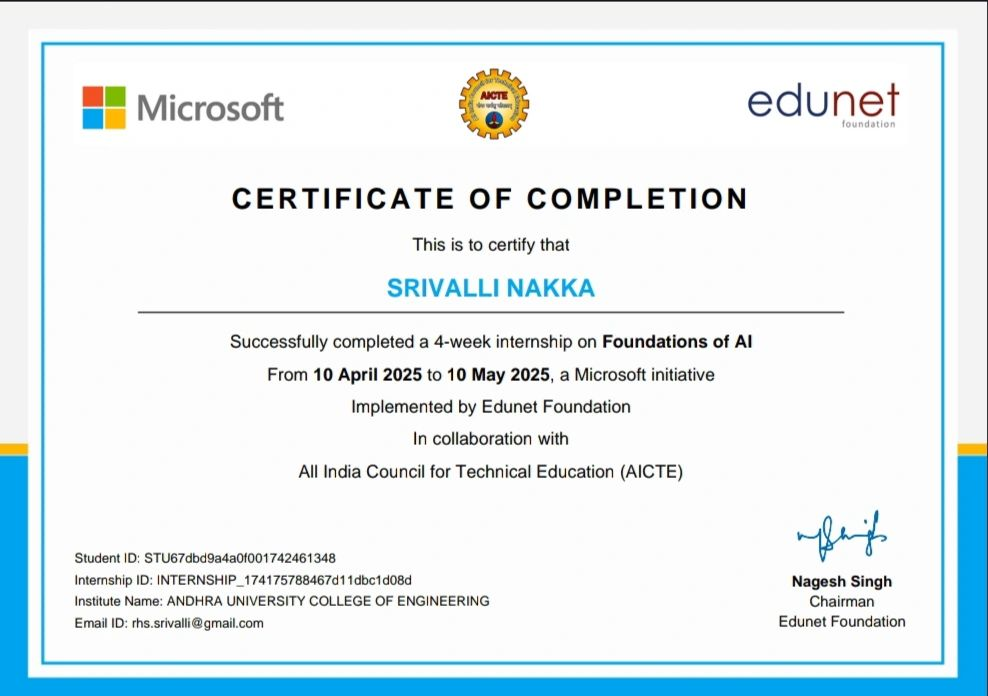 Microsoft
AICTE
edunet
foundation
CERTIFICATE OF COMPLETION
This is to certify that
SRIVALLI NAKKA
Successfully completed a 4-week internship on Foundations of AI
From 10 April 2025 to 10 May 2025, a Microsoft initiative
Implemented by Edunet Foundation
In collaboration with
All India Council for Technical Education (AICTE)
Student ID: STU67dbd9a4a0f001742461348
Internship ID: INTERNSHIP_174175788467d11dbc1d08d
Institute Name: ANDHRA UNIVERSITY COLLEGE OF ENGINEERING
Email ID: rhs.srivalli@gmail.com
Nagesh Singh
Chairman
Edunet Foundation